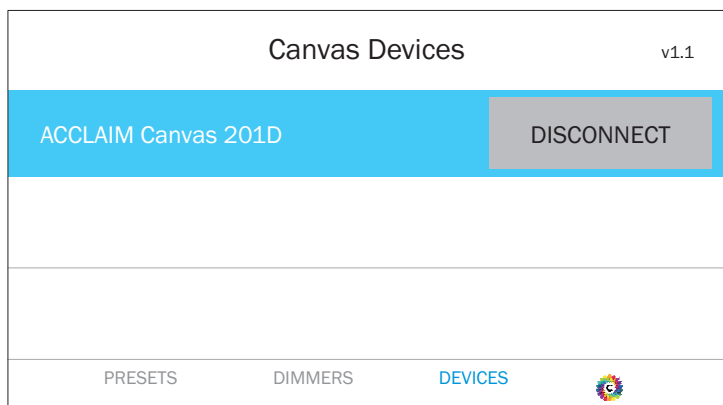 Canvas Devices v1.1
ACCLAIM Canvas 201D DISCONNECT
PRESETS DIMMERS DEVICES C